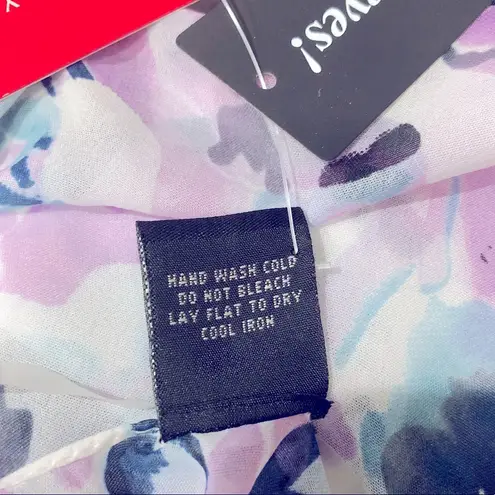 HAND WASH COLD
DO NOT BLEACH
LAY FLAT TO DRY
COOL IRON